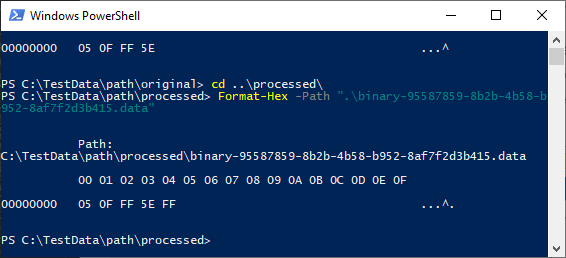 Windows PowerShell
00000000   05 0F FF 5E                                      ...^
PS C:\TestData\path\original> cd ..\processed\
PS C:\TestData\path\processed> Format-Hex -Path ".\binary-95587859-8b2b-4b58-b
952-8af7f2d3b415.data"
Path:
C:\TestData\path\processed\binary-95587859-8b2b-4b58-b952-8af7f2d3b415.data
00 01 02 03 04 05 06 07 08 09 0A 0B 0C 0D 0E 0F
00000000   05 0F FF 5E FF                                   ...^.
PS C:\TestData\path\processed>